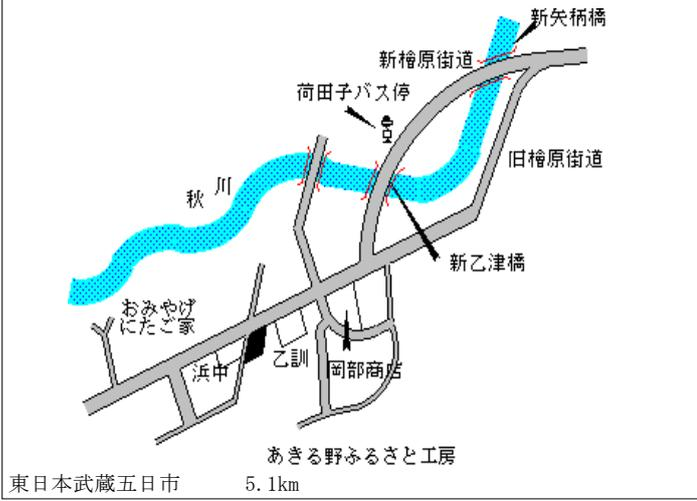 新矢柄橋
新檜原街道
荷田子バス停
旧檜原街道
秋川
新乙津橋
おみやげ
にたご家
浜中
乙訓
岡部商店
あきる野ふるさと工房
東日本武蔵五日市 5.1km